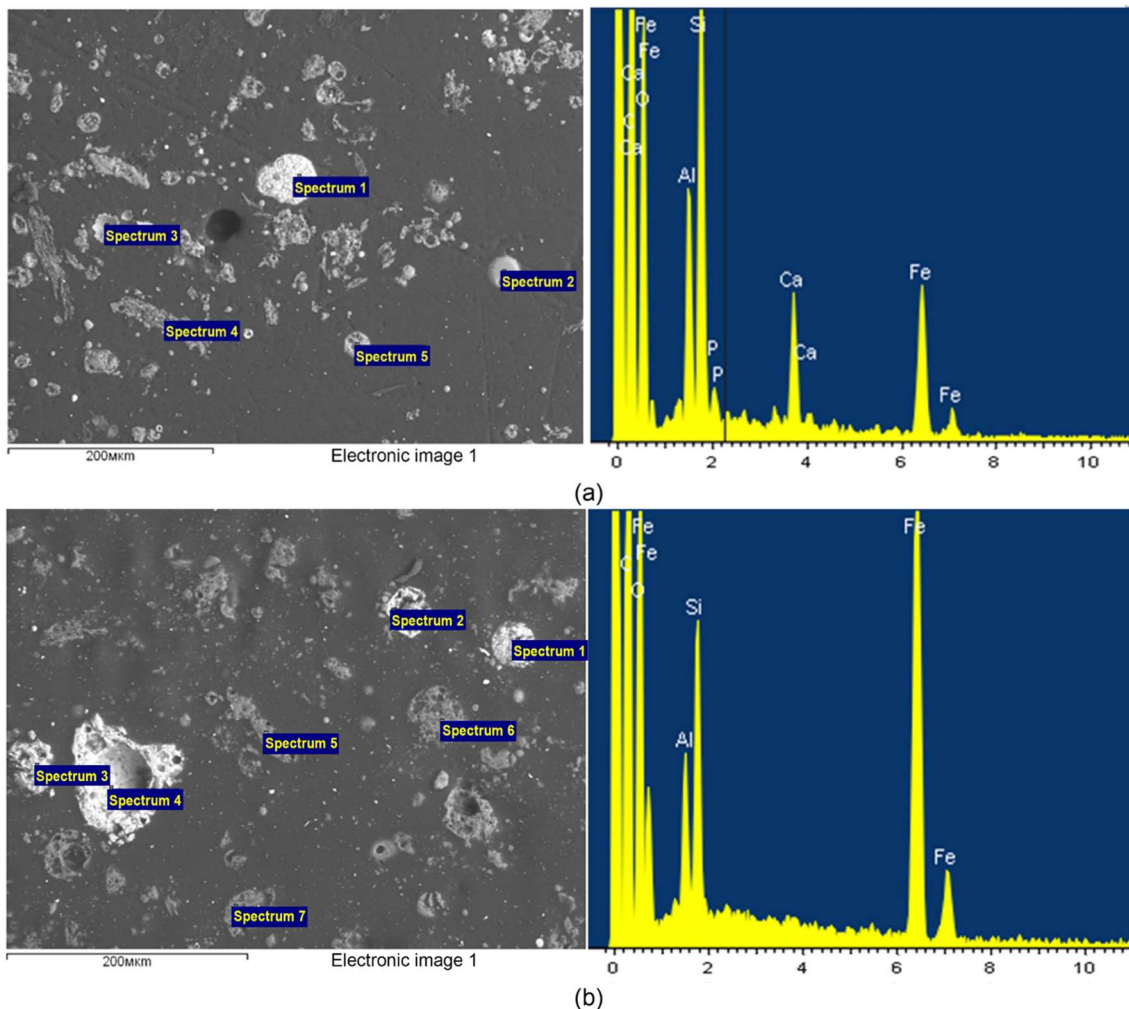 Spectrum 1
Spectrum 3
Spectrum 2
Spectrum 4
Spectrum 5
200мкm
Electronic image 1
Fe
Si
Fe
Ca
O
C
Ca
Al
P
P
Ca
Ca
Fe
Fe
0 2 4 6 8 10
(a)
Spectrum 2
Spectrum 1
Spectrum 6
Spectrum 5
Spectrum 3
Spectrum 4
Spectrum 7
200мкm
Electronic image 1
Fe
Fe
C
Fe
O
Si
Al
Fe
0 2 4 6 8 10
(b)